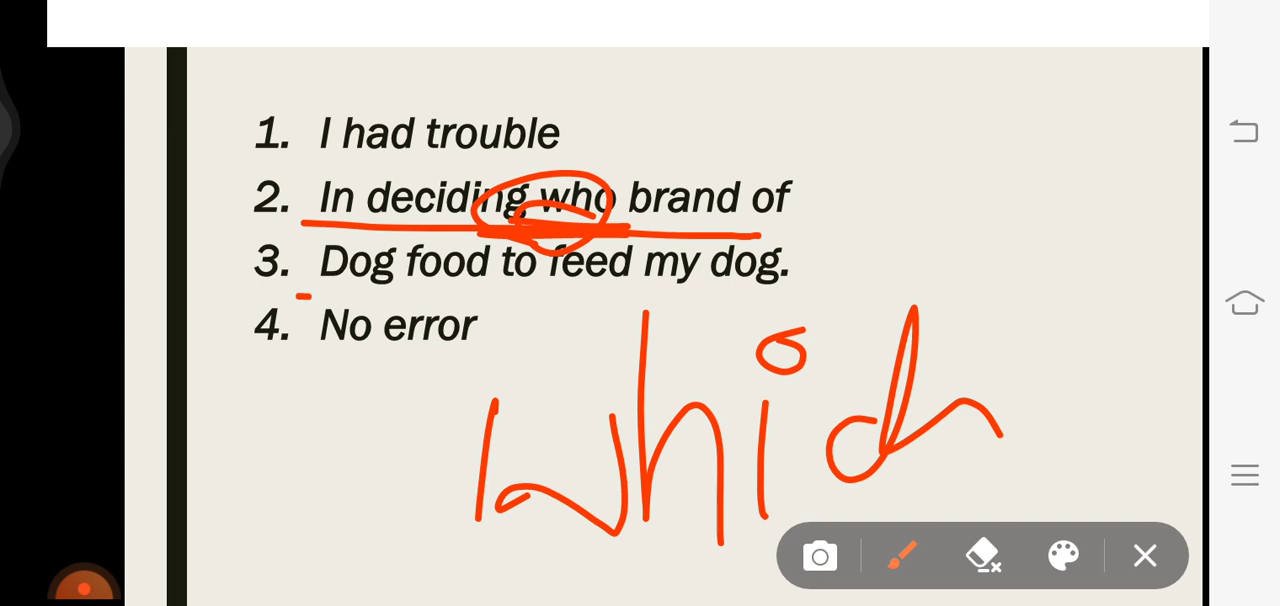 1. I had trouble
2. In deciding who brand of
3. Dog food to feed my dog.
4. No error
which